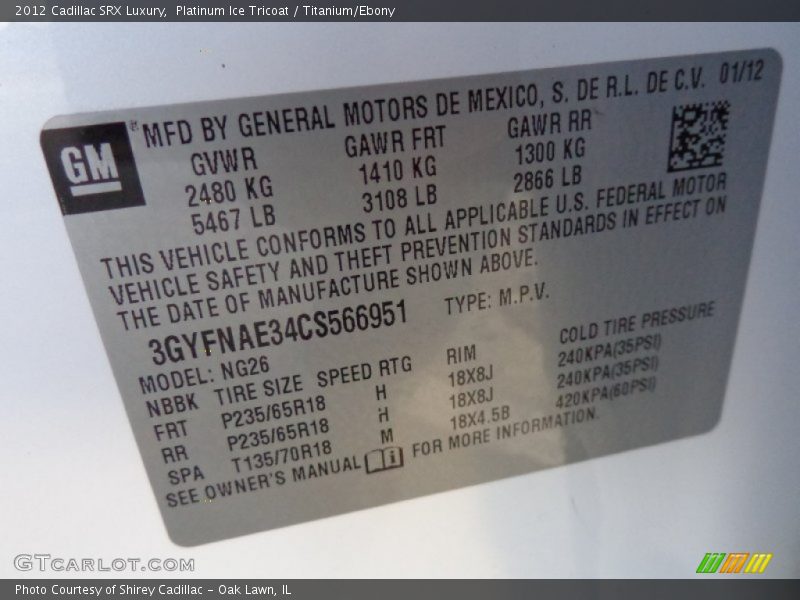 2012 Cadillac SRX Luxury,  Platinum Ice Tricoat / Titanium/Ebony
GM
® MFD BY GENERAL MOTORS DE MEXICO, S. DE R.L. DE C.V. 01/12
GVWR GAWR FRT GAWR RR
2480 KG 1410 KG 1300 KG
5467 LB 3108 LB 2866 LB
THIS VEHICLE CONFORMS TO ALL APPLICABLE U.S. FEDERAL MOTOR
VEHICLE SAFETY AND THEFT PREVENTION STANDARDS IN EFFECT ON
THE DATE OF MANUFACTURE SHOWN ABOVE.
3GYFNAE34CS566951 TYPE: M.P.V.
MODEL: NG26
NBBK TIRE SIZE SPEED RTG RIM COLD TIRE PRESSURE
FRT P235/65R18 H 18X8J 240KPA(35PSI)
RR P235/65R18 H 18X8J 240KPA(35PSI)
SPA T135/70R18 M 18X4.5B 420KPA(60PSI)
SEE OWNER'S MANUAL FOR MORE INFORMATION.
GTCARLOT.COM
Photo Courtesy of Shirey Cadillac - Oak Lawn, IL